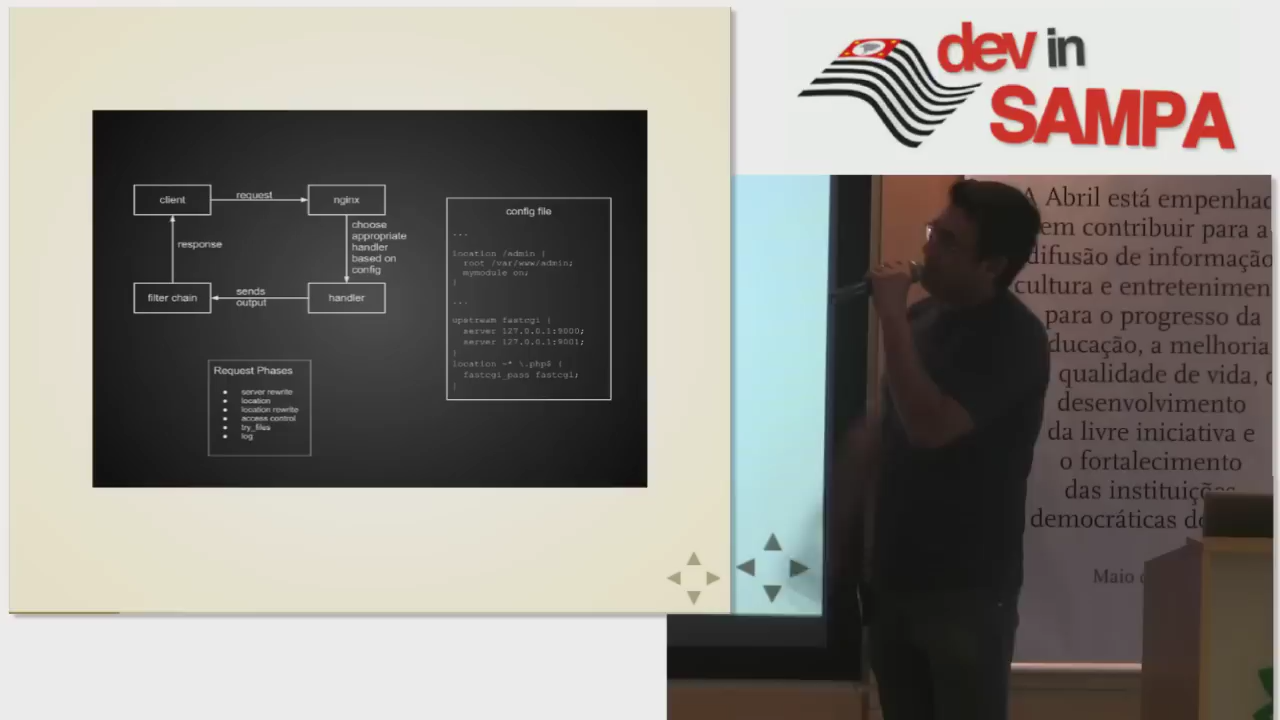 client
request
nginx
choose
appropriate
handler
based on
config
response
filter chain
sends
output
handler
Request Phases
server rewrite
location
location rewrite
access control
try_files
log
config file
...
location /admin {
root /var/www/admin;
mymodule on;
}
...
upstream fastcgi {
server 127.0.0.1:9000;
server 127.0.0.1:9001;
}
location ~* \.php$ {
fastcgi_pass fastcgi;
}
dev in
SAMPA
A Abril está empenhad
em contribuir para a
difusão de informação
cultura e entretenimen
para o progresso da
ducação, a melhoria
qualidade de vida, o
desenvolvimento
da livre iniciativa e
o fortalecimento
das instituições
democráticas do
Maio